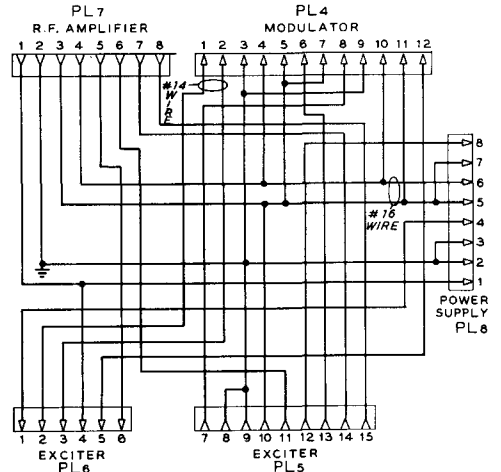 PL7
R.F. AMPLIFIER
1 2 3 4 5 6 7 8
PL4
MODULATOR
1 2 3 4 5 6 7 8 9 10 11 12
#14
WIRE
#16
WIRE
8
7
6
5
4
3
2
1
POWER
SUPPLY
PL8
1 2 3 4 5 6
EXCITER
PL6
7 8 9 10 11 12 13 14 15
EXCITER
PL5